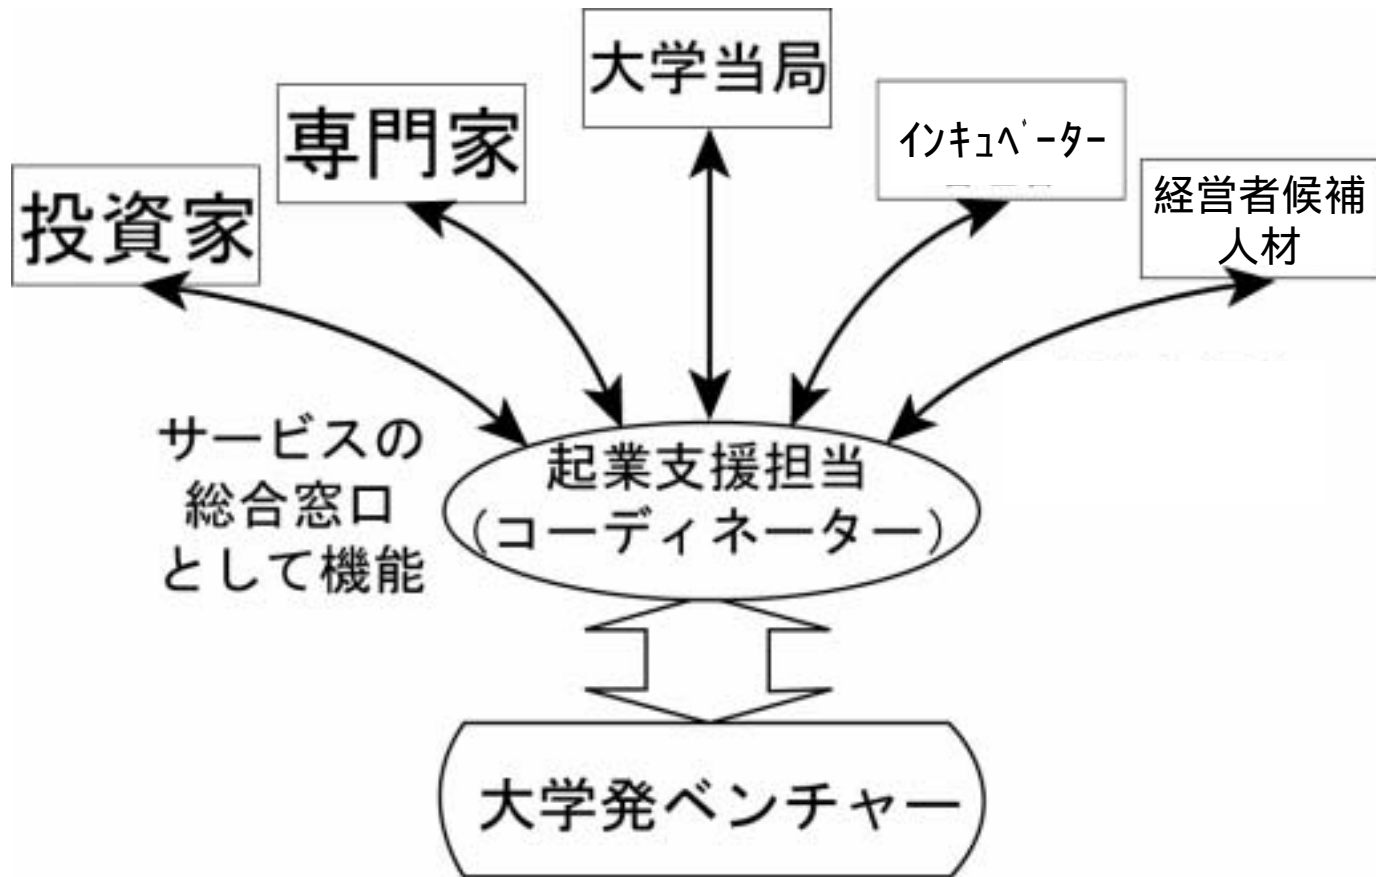 大学当局
専門家
インキュベーター
投資家
経営者候補
人材
サービスの
総合窓口
として機能
起業支援担当
(コーディネーター)
大学発ベンチャー